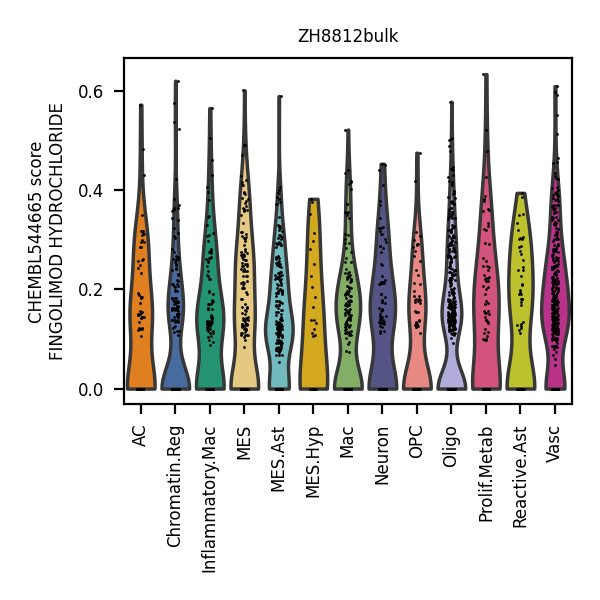 ZH8812bulk
CHEMBL544665 score
FINGOLIMOD HYDROCHLORIDE
0.6
0.4
0.2
0.0
AC
Chromatin.Reg
Inflammatory.Mac
MES
MES.Ast
MES.Hyp
Mac
Neuron
OPC
Oligo
Prolif.Metab
Reactive.Ast
Vasc